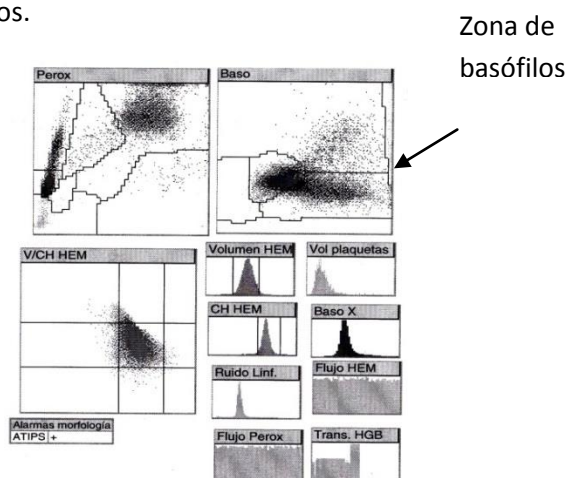 os.
Zona de
basófilos
Perox
Baso
V/CH HEM
Volumen HEM
Vol plaquetas
CH HEM
Baso X
Ruido Linf.
Flujo HEM
Alarmas morfología
ATIPS +
Flujo Perox
Trans. HGB